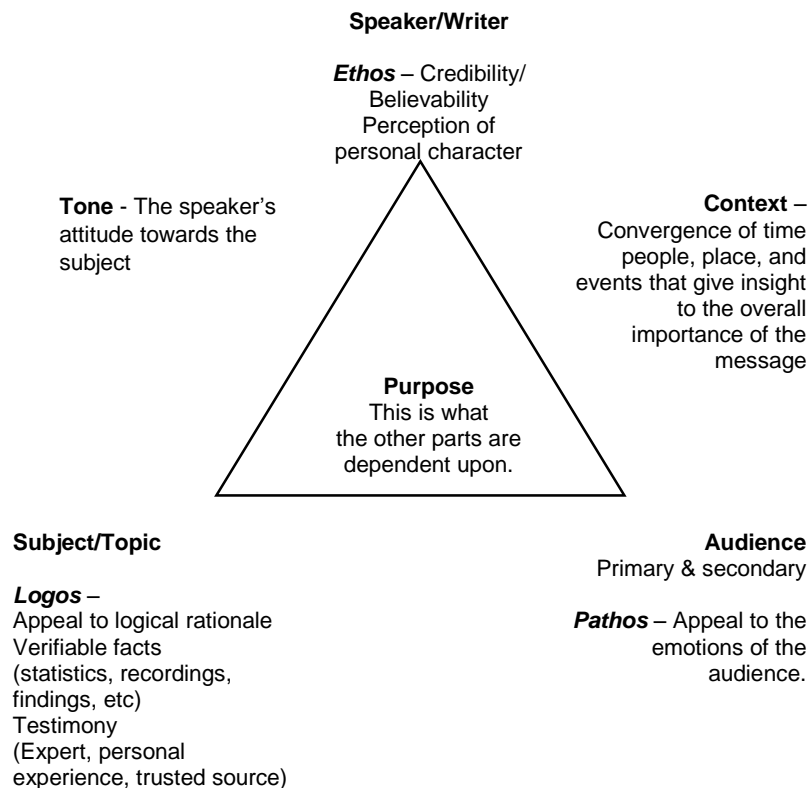 Speaker/Writer
Ethos – Credibility/
Believability
Perception of
personal character
Tone - The speaker's
attitude towards the
subject
Context –
Convergence of time
people, place, and
events that give insight
to the overall
importance of the
message
Purpose
This is what
the other parts are
dependent upon.
Subject/Topic
Logos –
Appeal to logical rationale
Verifiable facts
(statistics, recordings,
findings, etc)
Testimony
(Expert, personal
experience, trusted source)
Audience
Primary & secondary
Pathos – Appeal to the
emotions of the
audience.